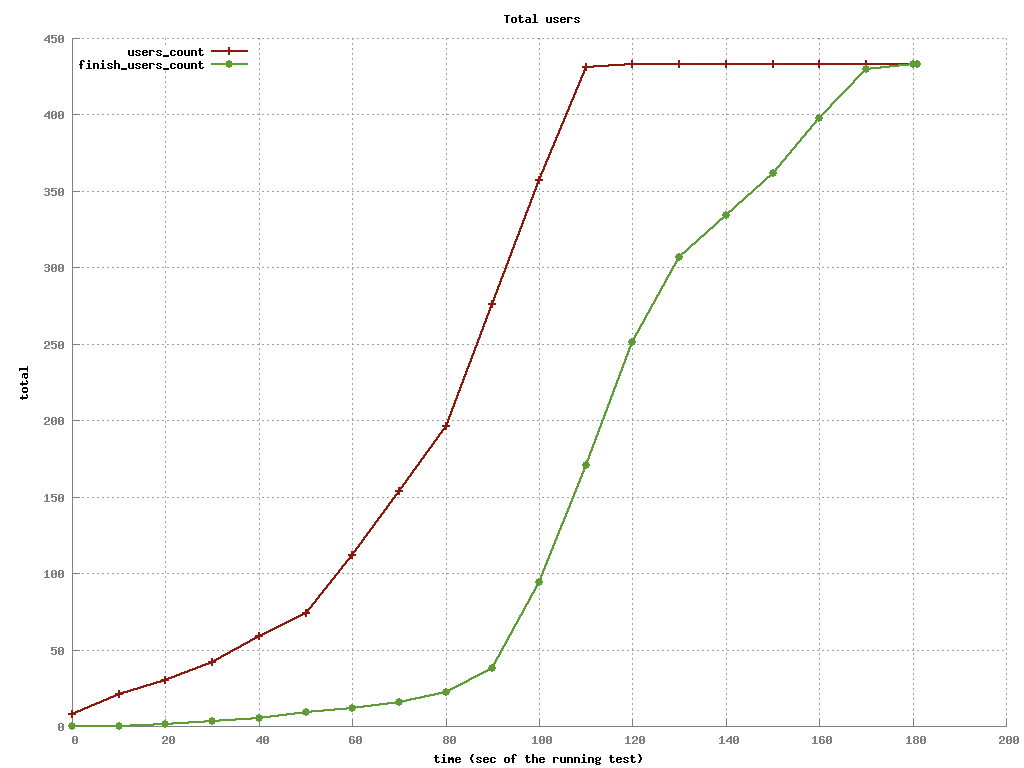 Total users
users_count
finish_users_count
450
400
350
300
250
200
150
100
50
0
total
0 20 40 60 80 100 120 140 160 180 200
time (sec of the running test)